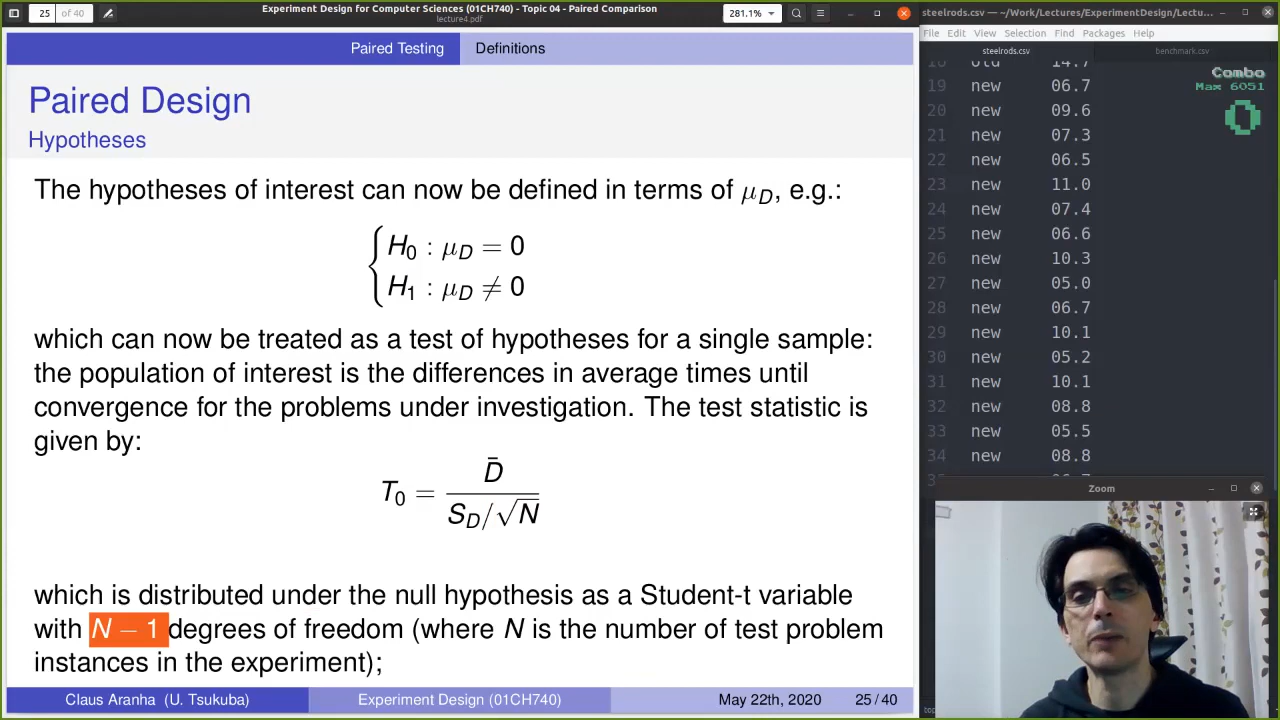 25
of 40
Experiment Design for Computer Sciences (01CH740) - Topic 04 - Paired Comparison
lecture4.pdf
281.1%
steelrods.csv — ~/Work/Lectures/ExperimentDesign/Lectu...
File Edit View Selection Find Packages Help
steelrods.csv
benchmark.csv
Paired Testing
Definitions
Paired Design
Hypotheses
The hypotheses of interest can now be defined in terms of μD, e.g.:
H0 : μD = 0
H1 : μD ≠ 0
which can now be treated as a test of hypotheses for a single sample:
the population of interest is the differences in average times until
convergence for the problems under investigation. The test statistic is
given by:
T0 = D̄ / (SD/√N)
which is distributed under the null hypothesis as a Student-t variable
with N − 1 degrees of freedom (where N is the number of test problem
instances in the experiment);
Claus Aranha (U. Tsukuba)
Experiment Design (01CH740)
May 22th, 2020
25 / 40
18 old 14.7
19 new 06.7
20 new 09.6
21 new 07.3
22 new 06.5
23 new 11.0
24 new 07.4
25 new 06.6
26 new 10.3
27 new 05.0
28 new 06.7
29 new 10.1
30 new 05.2
31 new 10.1
32 new 08.8
33 new 05.5
34 new 08.8
Combo
Max 6051
0
Zoom